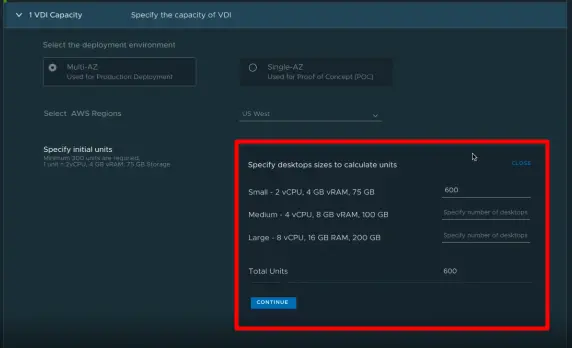 1 VDI Capacity Specify the capacity of VDI
Select the deployment environment
Multi-AZ
Used for Production Deployment
Single-AZ
Used for Proof of Concept [POC]
Select AWS Regions US West
Specify initial units
Minimum 300 units are required.
1 unit = 2vCPU, 4 GB vRAM, 75 GB Storage
Specify desktops sizes to calculate units CLOSE
Small - 2 vCPU, 4 GB vRAM, 75 GB 600
Medium - 4 vCPU, 8 GB vRAM, 100 GB Specify number of desktops
Large - 8 vCPU, 16 GB RAM, 200 GB Specify number of desktops
Total Units 600
CONTINUE